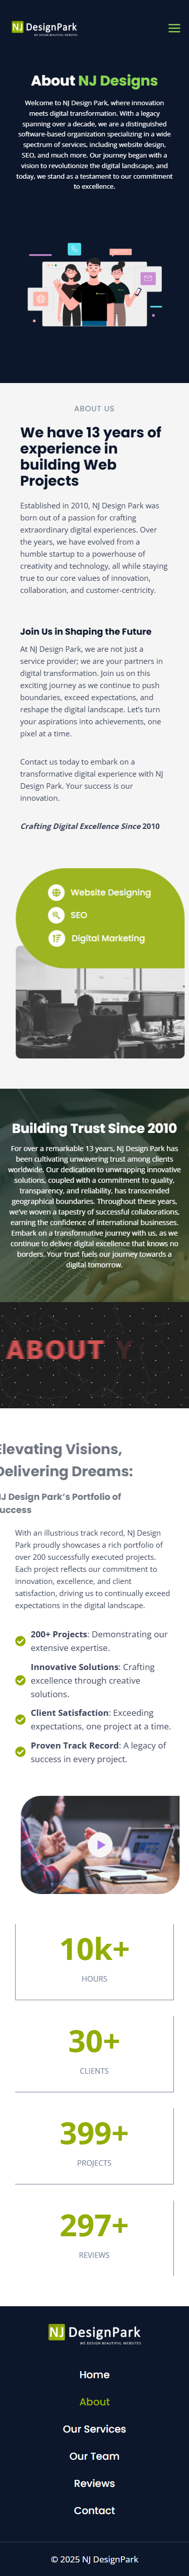 NJ DesignPark
WE DESIGN BEAUTIFUL WEBSITES
About NJ Designs
Welcome to NJ Design Park, where innovation
meets digital transformation. With a legacy
spanning over a decade, we are a distinguished
software-based organization specializing in a wide
spectrum of services, including website design,
SEO, and much more. Our journey began with a
vision to revolutionize the digital landscape, and
today, we stand as a testament to our commitment
to excellence.
ABOUT US
We have 13 years of
experience in
building Web
Projects
Established in 2010, NJ Design Park was
born out of a passion for crafting
extraordinary digital experiences. Over
the years, we have evolved from a
humble startup to a powerhouse of
creativity and technology, all while staying
true to our core values of innovation,
collaboration, and customer-centricity.
Join Us in Shaping the Future
At NJ Design Park, we are not just a
service provider; we are your partners in
digital transformation. Join us on this
exciting journey as we continue to push
boundaries, exceed expectations, and
reshape the digital landscape. Let's turn
your aspirations into achievements, one
pixel at a time.
Contact us today to embark on a
transformative digital experience with NJ
Design Park. Your success is our
innovation.
Crafting Digital Excellence Since 2010
Website Designing
SEO
Digital Marketing
Building Trust Since 2010
For over a remarkable 13 years, NJ Design Park has
been cultivating unwavering trust among clients
worldwide. Our dedication to unwrapping innovative
solutions, coupled with a commitment to quality,
transparency, and reliability, has transcended
geographical boundaries. Throughout these years,
we've woven a tapestry of successful collaborations,
earning the confidence of international businesses.
Embark on a transformative journey with us, as we
continue to deliver digital excellence that knows no
borders. Your trust fuels our journey towards a
digital tomorrow.
ABOUT Y
Elevating Visions,
Delivering Dreams:
NJ Design Park's Portfolio of
uccess
With an illustrious track record, NJ Design
Park proudly showcases a rich portfolio of
over 200 successfully executed projects.
Each project reflects our commitment to
innovation, excellence, and client
satisfaction, driving us to continually exceed
expectations in the digital landscape.
200+ Projects: Demonstrating our
extensive expertise.
Innovative Solutions: Crafting
excellence through creative
solutions.
Client Satisfaction: Exceeding
expectations, one project at a time.
Proven Track Record: A legacy of
success in every project.
10k+
HOURS
30+
CLIENTS
399+
PROJECTS
297+
REVIEWS
NJ DesignPark
WE DESIGN BEAUTIFUL WEBSITES
Home
About
Our Services
Our Team
Reviews
Contact
© 2025 NJ DesignPark